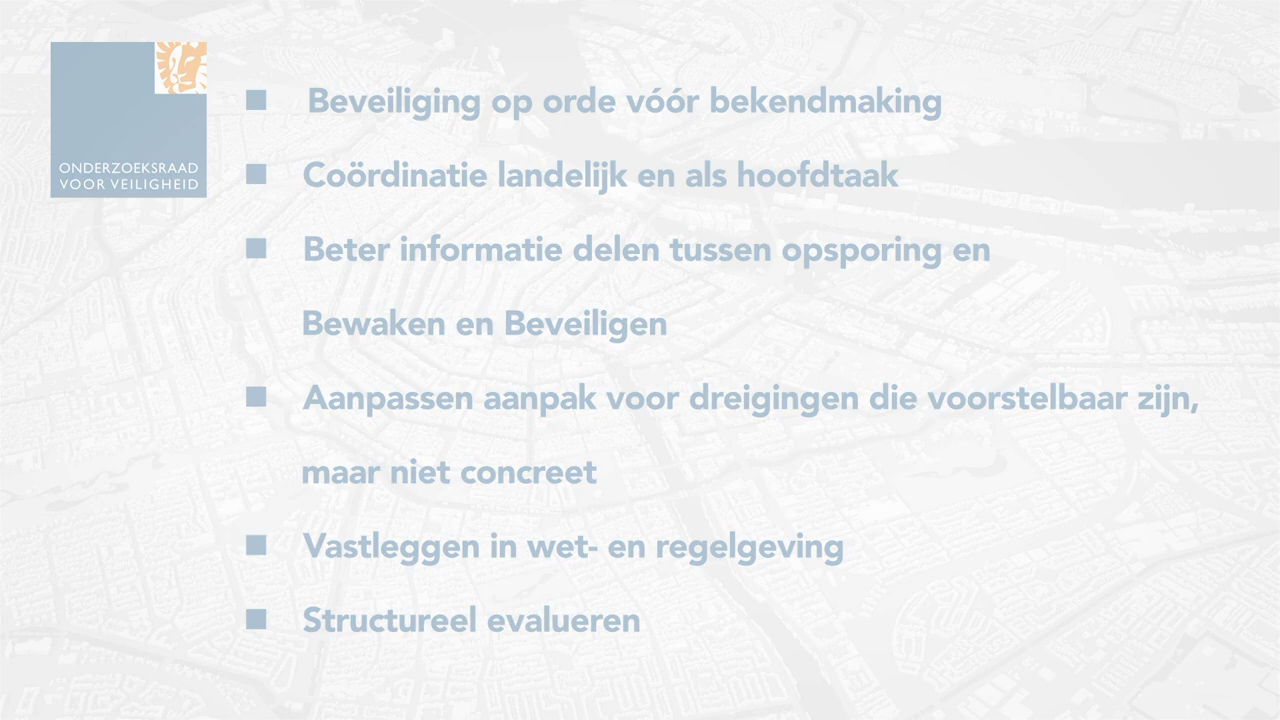 ONDERZOEKSRAAD
VOOR VEILIGHEID
■ Beveiliging op orde vóór bekendmaking
■ Coördinatie landelijk en als hoofdtaak
■ Beter informatie delen tussen opsporing en
Bewaken en Beveiligen
■ Aanpassen aanpak voor dreigingen die voorstelbaar zijn,
maar niet concreet
■ Vastleggen in wet- en regelgeving
■ Structureel evalueren